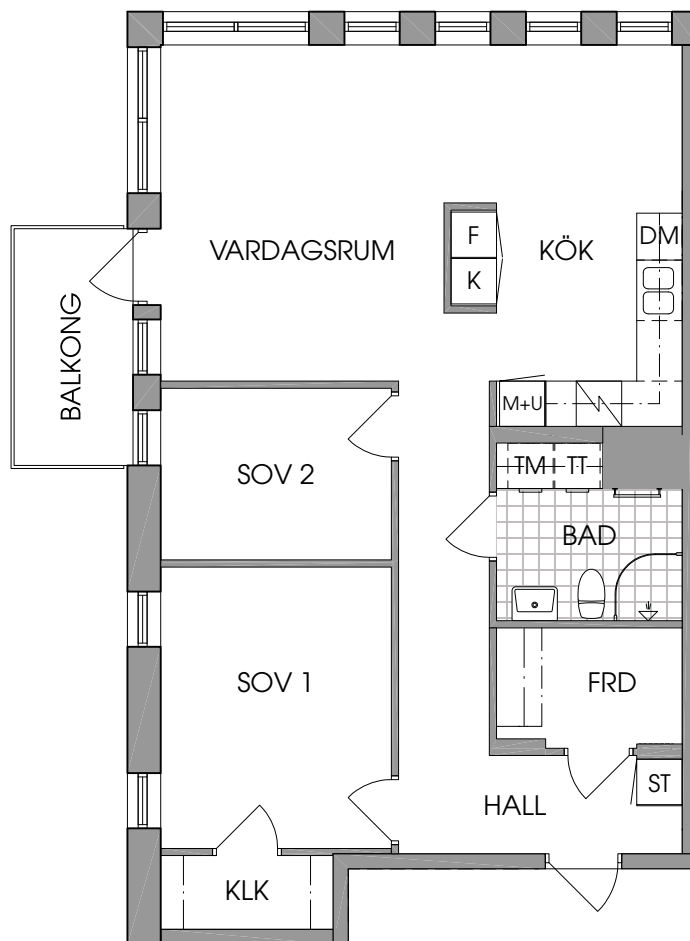 VARDAGSRUM
F
K
KÖK
DM
BALKONG
M+U
SOV 2
TM
TT
BAD
SOV 1
FRD
ST
HALL
KLK